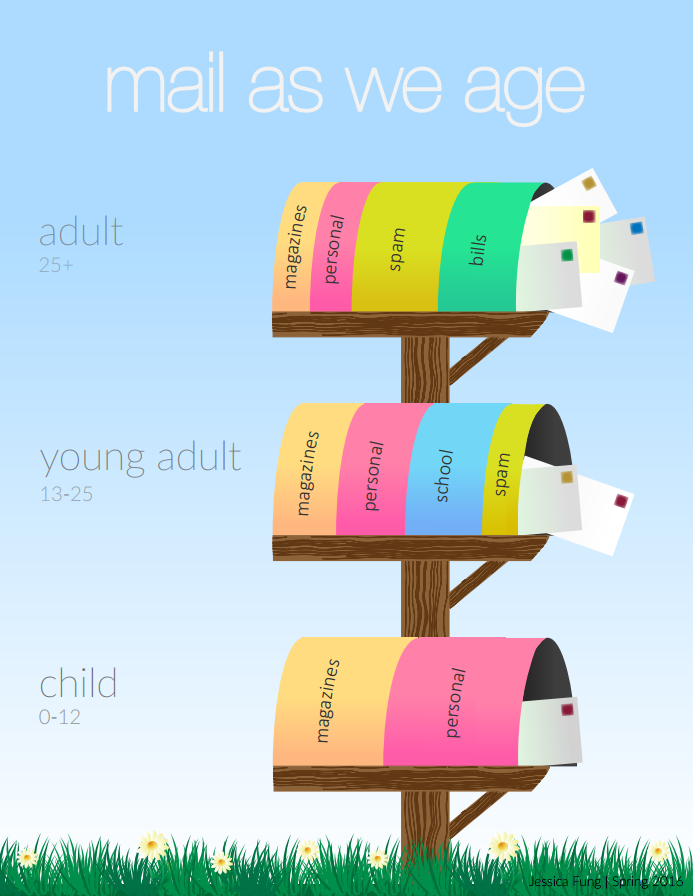 mail as we age
adult
25+
magazines
personal
spam
bills
young adult
13-25
magazines
personal
school
spam
child
0-12
magazines
personal
Jessica Fung | Spring 2016